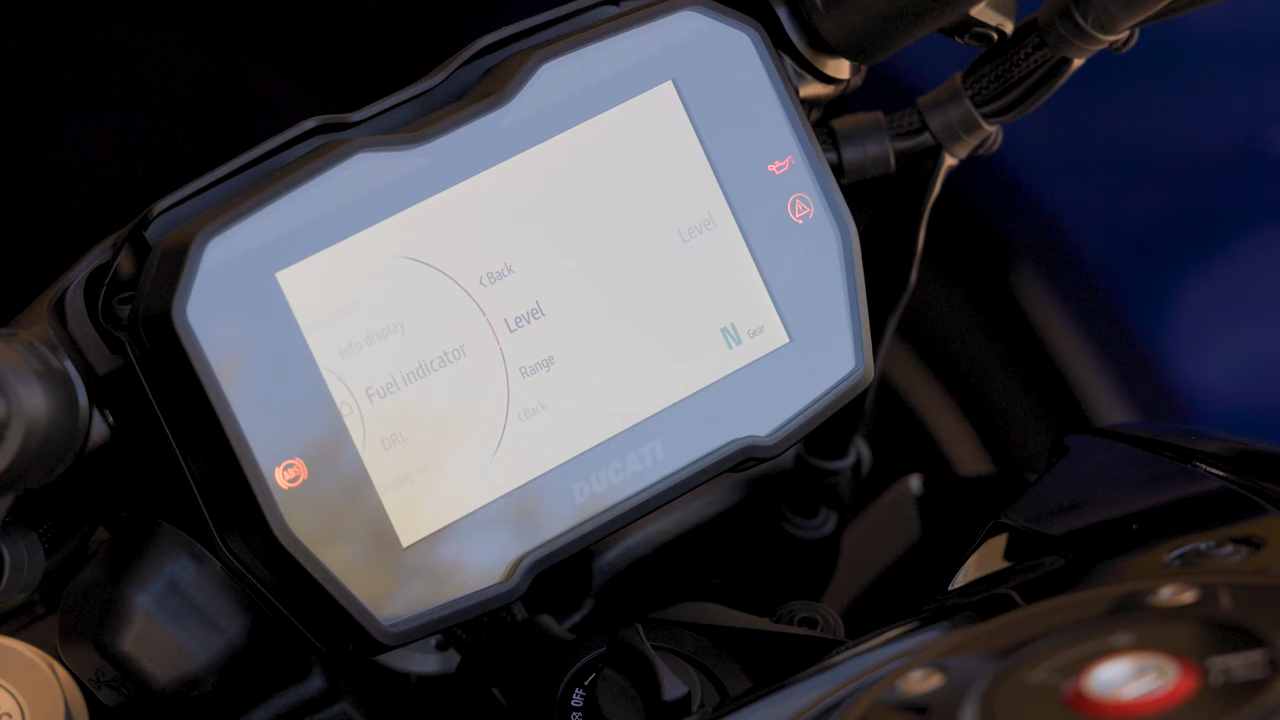 Info display
Fuel indicator
DRL
< Back
Level
Range
< Back
Level
N Gear
ABS
DUCATI
OFF